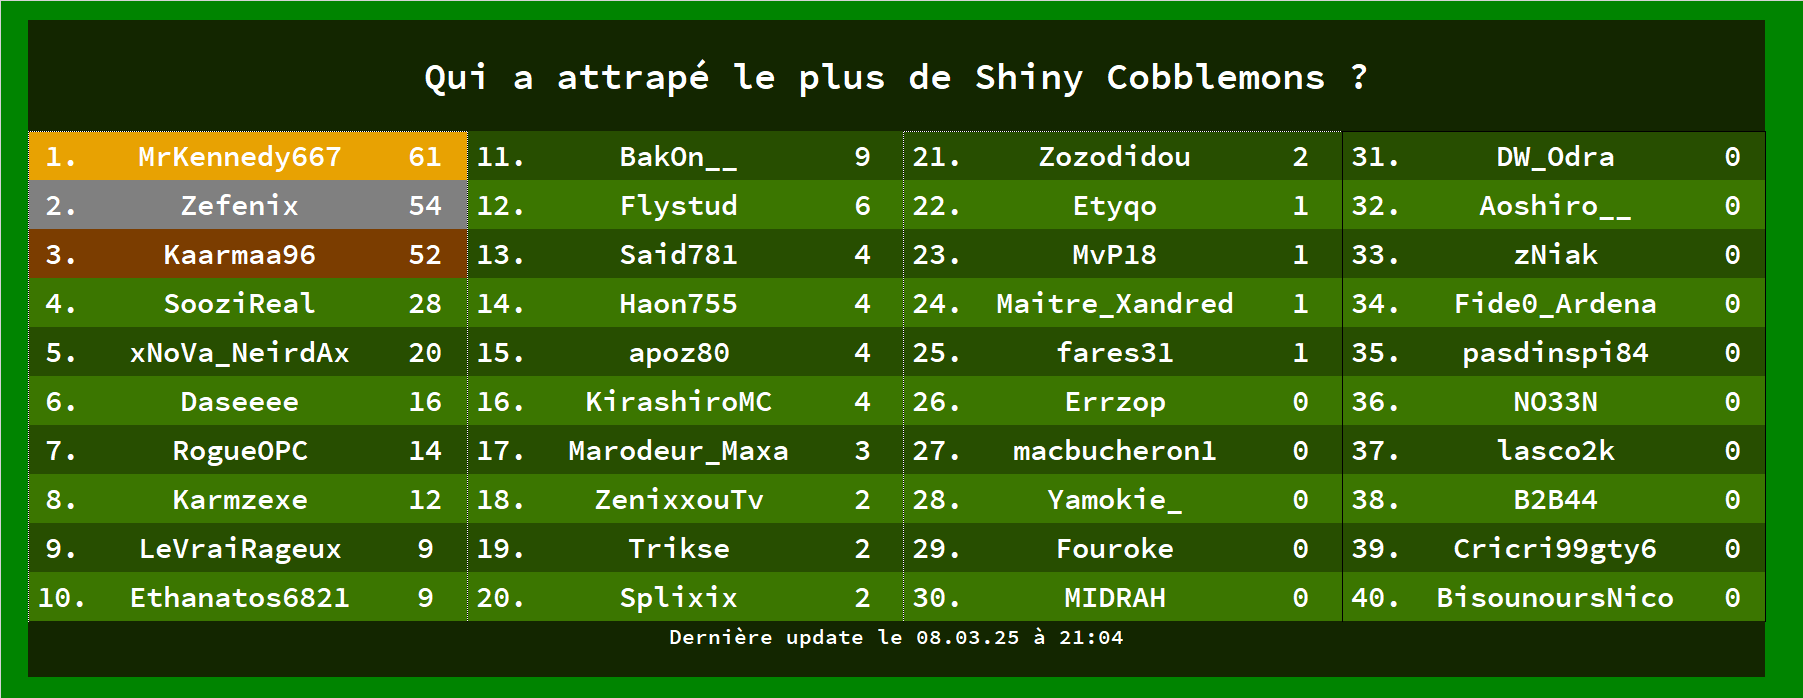 Qui a attrapé le plus de Shiny Cobblemons ?
1. MrKennedy667 61
2. Zefenix 54
3. Kaarmaa96 52
4. SooziReal 28
5. xNoVa_NeirdAx 20
6. Daseeee 16
7. RogueOPC 14
8. Karmzexe 12
9. LeVraiRageux 9
10. Ethanatos6821 9
11. BakOn__ 9
12. Flystud 6
13. Said781 4
14. Haon755 4
15. apoz80 4
16. KirashiroMC 4
17. Marodeur_Maxa 3
18. ZenixxouTv 2
19. Trikse 2
20. Splixix 2
21. Zozodidou 2
22. Etyqo 1
23. MvP18 1
24. Maitre_Xandred 1
25. fares31 1
26. Errzop 0
27. macbucheron1 0
28. Yamokie_ 0
29. Fouroke 0
30. MIDRAH 0
31. DW_Odra 0
32. Aoshiro__ 0
33. zNiak 0
34. Fide0_Ardena 0
35. pasdinspi84 0
36. NO33N 0
37. lasco2k 0
38. B2B44 0
39. Cricri99gty6 0
40. BisounoursNico 0
Dernière update le 08.03.25 à 21:04